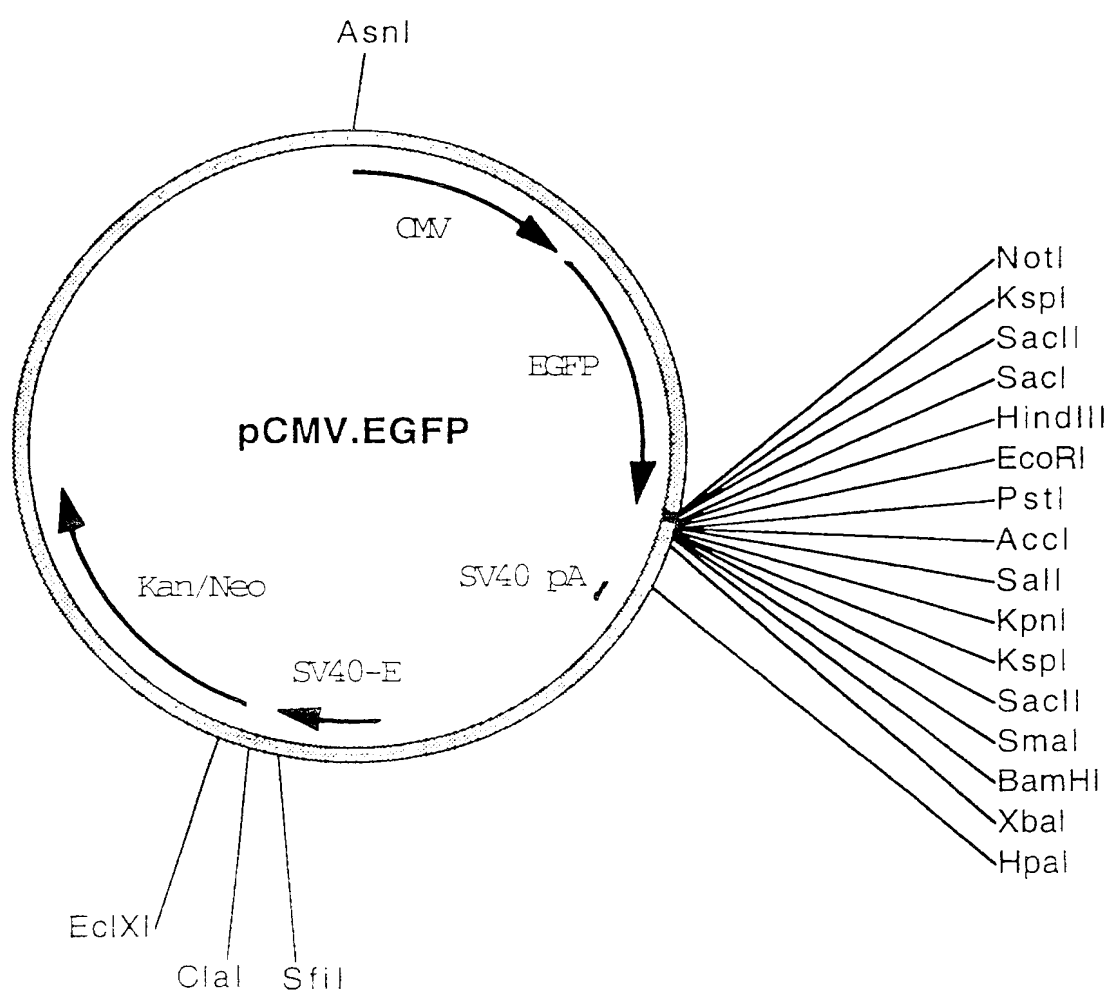 AsnI
CMV
NotI
KspI
SacII
EGFP
SacI
HindIII
pCMV.EGFP
EcoRI
PstI
AccI
SV40 pA
SalI
Kan/Neo
KpnI
KspI
SV40-E
SacII
SmaI
BamHI
XbaI
HpaI
EclXI
ClaI
SfiI